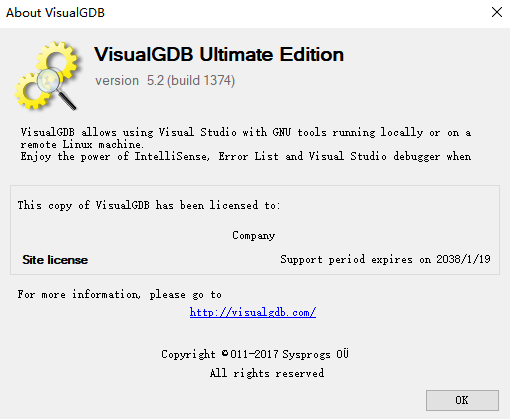 About VisualGDB
VisualGDB Ultimate Edition
version 5.2 (build 1374)
VisualGDB allows using Visual Studio with GNU tools running locally or on a
remote Linux machine.
Enjoy the power of IntelliSense, Error List and Visual Studio debugger when
This copy of VisualGDB has been licensed to:
Company
Site license
Support period expires on 2038/1/19
For more information, please go to
http://visualgdb.com/
Copyright ©011-2017 Sysprogs OÜ
All rights reserved
OK